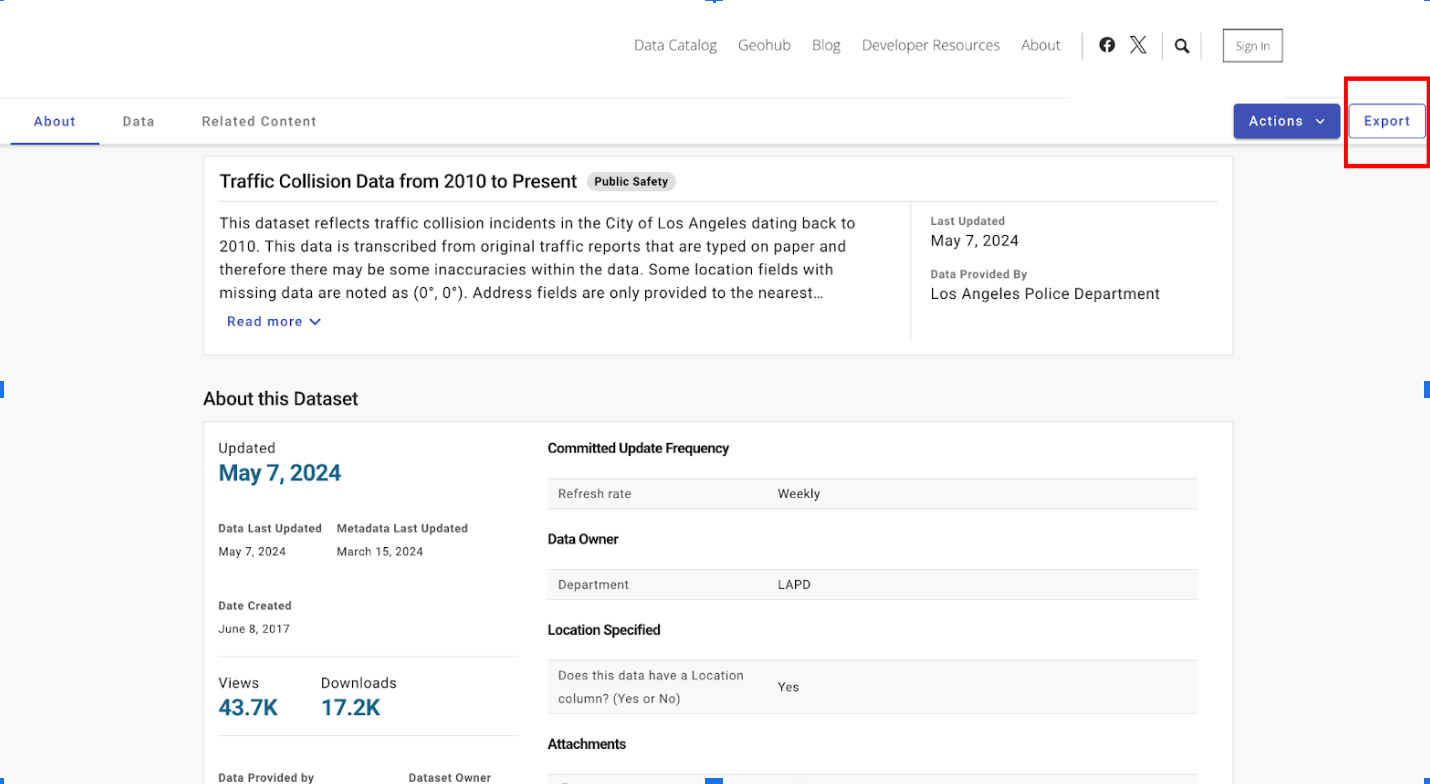 Data Catalog Geohub Blog Developer Resources About Sign In
About Data Related Content Actions Export
Traffic Collision Data from 2010 to Present Public Safety
This dataset reflects traffic collision incidents in the City of Los Angeles dating back to
2010. This data is transcribed from original traffic reports that are typed on paper and
therefore there may be some inaccuracies within the data. Some location fields with
missing data are noted as (0°, 0°). Address fields are only provided to the nearest…
Read more
Last Updated
May 7, 2024
Data Provided By
Los Angeles Police Department
About this Dataset
Updated
May 7, 2024
Data Last Updated Metadata Last Updated
May 7, 2024 March 15, 2024
Date Created
June 8, 2017
Views Downloads
43.7K 17.2K
Data Provided by Dataset Owner
Committed Update Frequency
Refresh rate Weekly
Data Owner
Department LAPD
Location Specified
Does this data have a Location
column? (Yes or No) Yes
Attachments